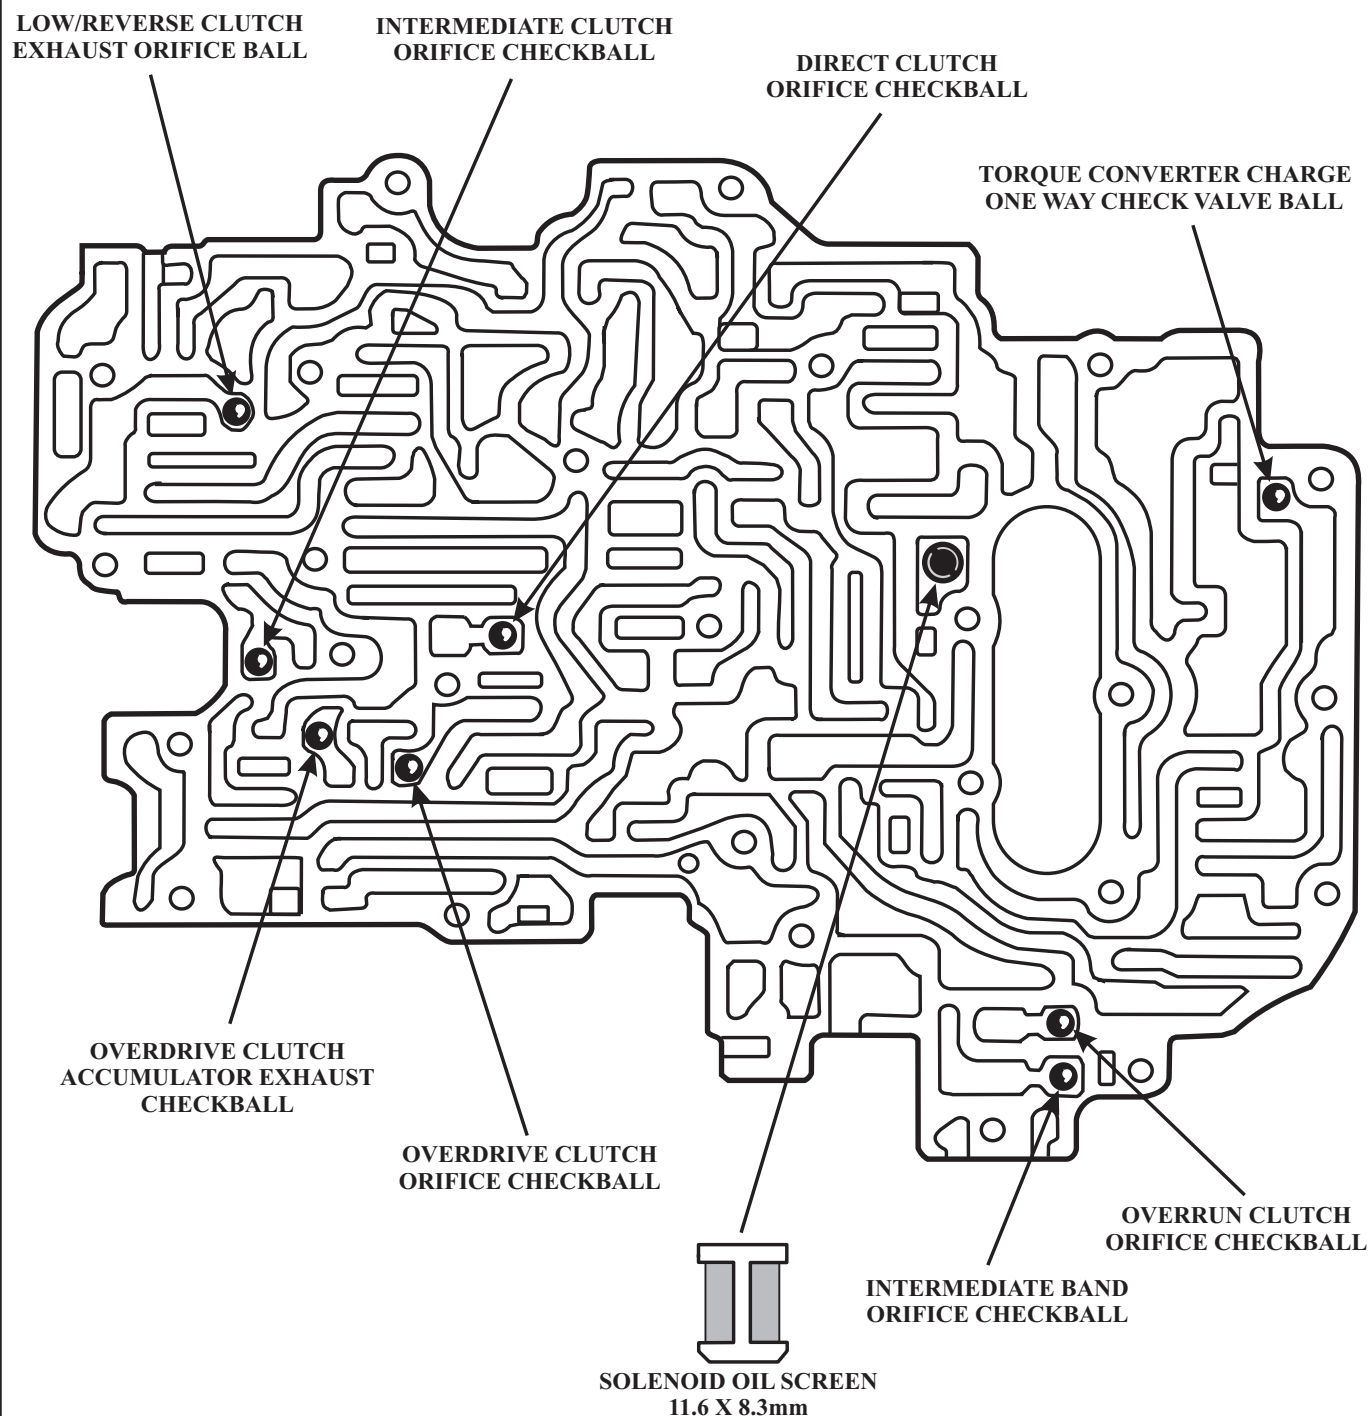 LOW/REVERSE CLUTCH
EXHAUST ORIFICE BALL
INTERMEDIATE CLUTCH
ORIFICE CHECKBALL
DIRECT CLUTCH
ORIFICE CHECKBALL
TORQUE CONVERTER CHARGE
ONE WAY CHECK VALVE BALL
OVERDRIVE CLUTCH
ACCUMULATOR EXHAUST
CHECKBALL
OVERDRIVE CLUTCH
ORIFICE CHECKBALL
OVERRUN CLUTCH
ORIFICE CHECKBALL
INTERMEDIATE BAND
ORIFICE CHECKBALL
SOLENOID OIL SCREEN
11.6 X 8.3mm